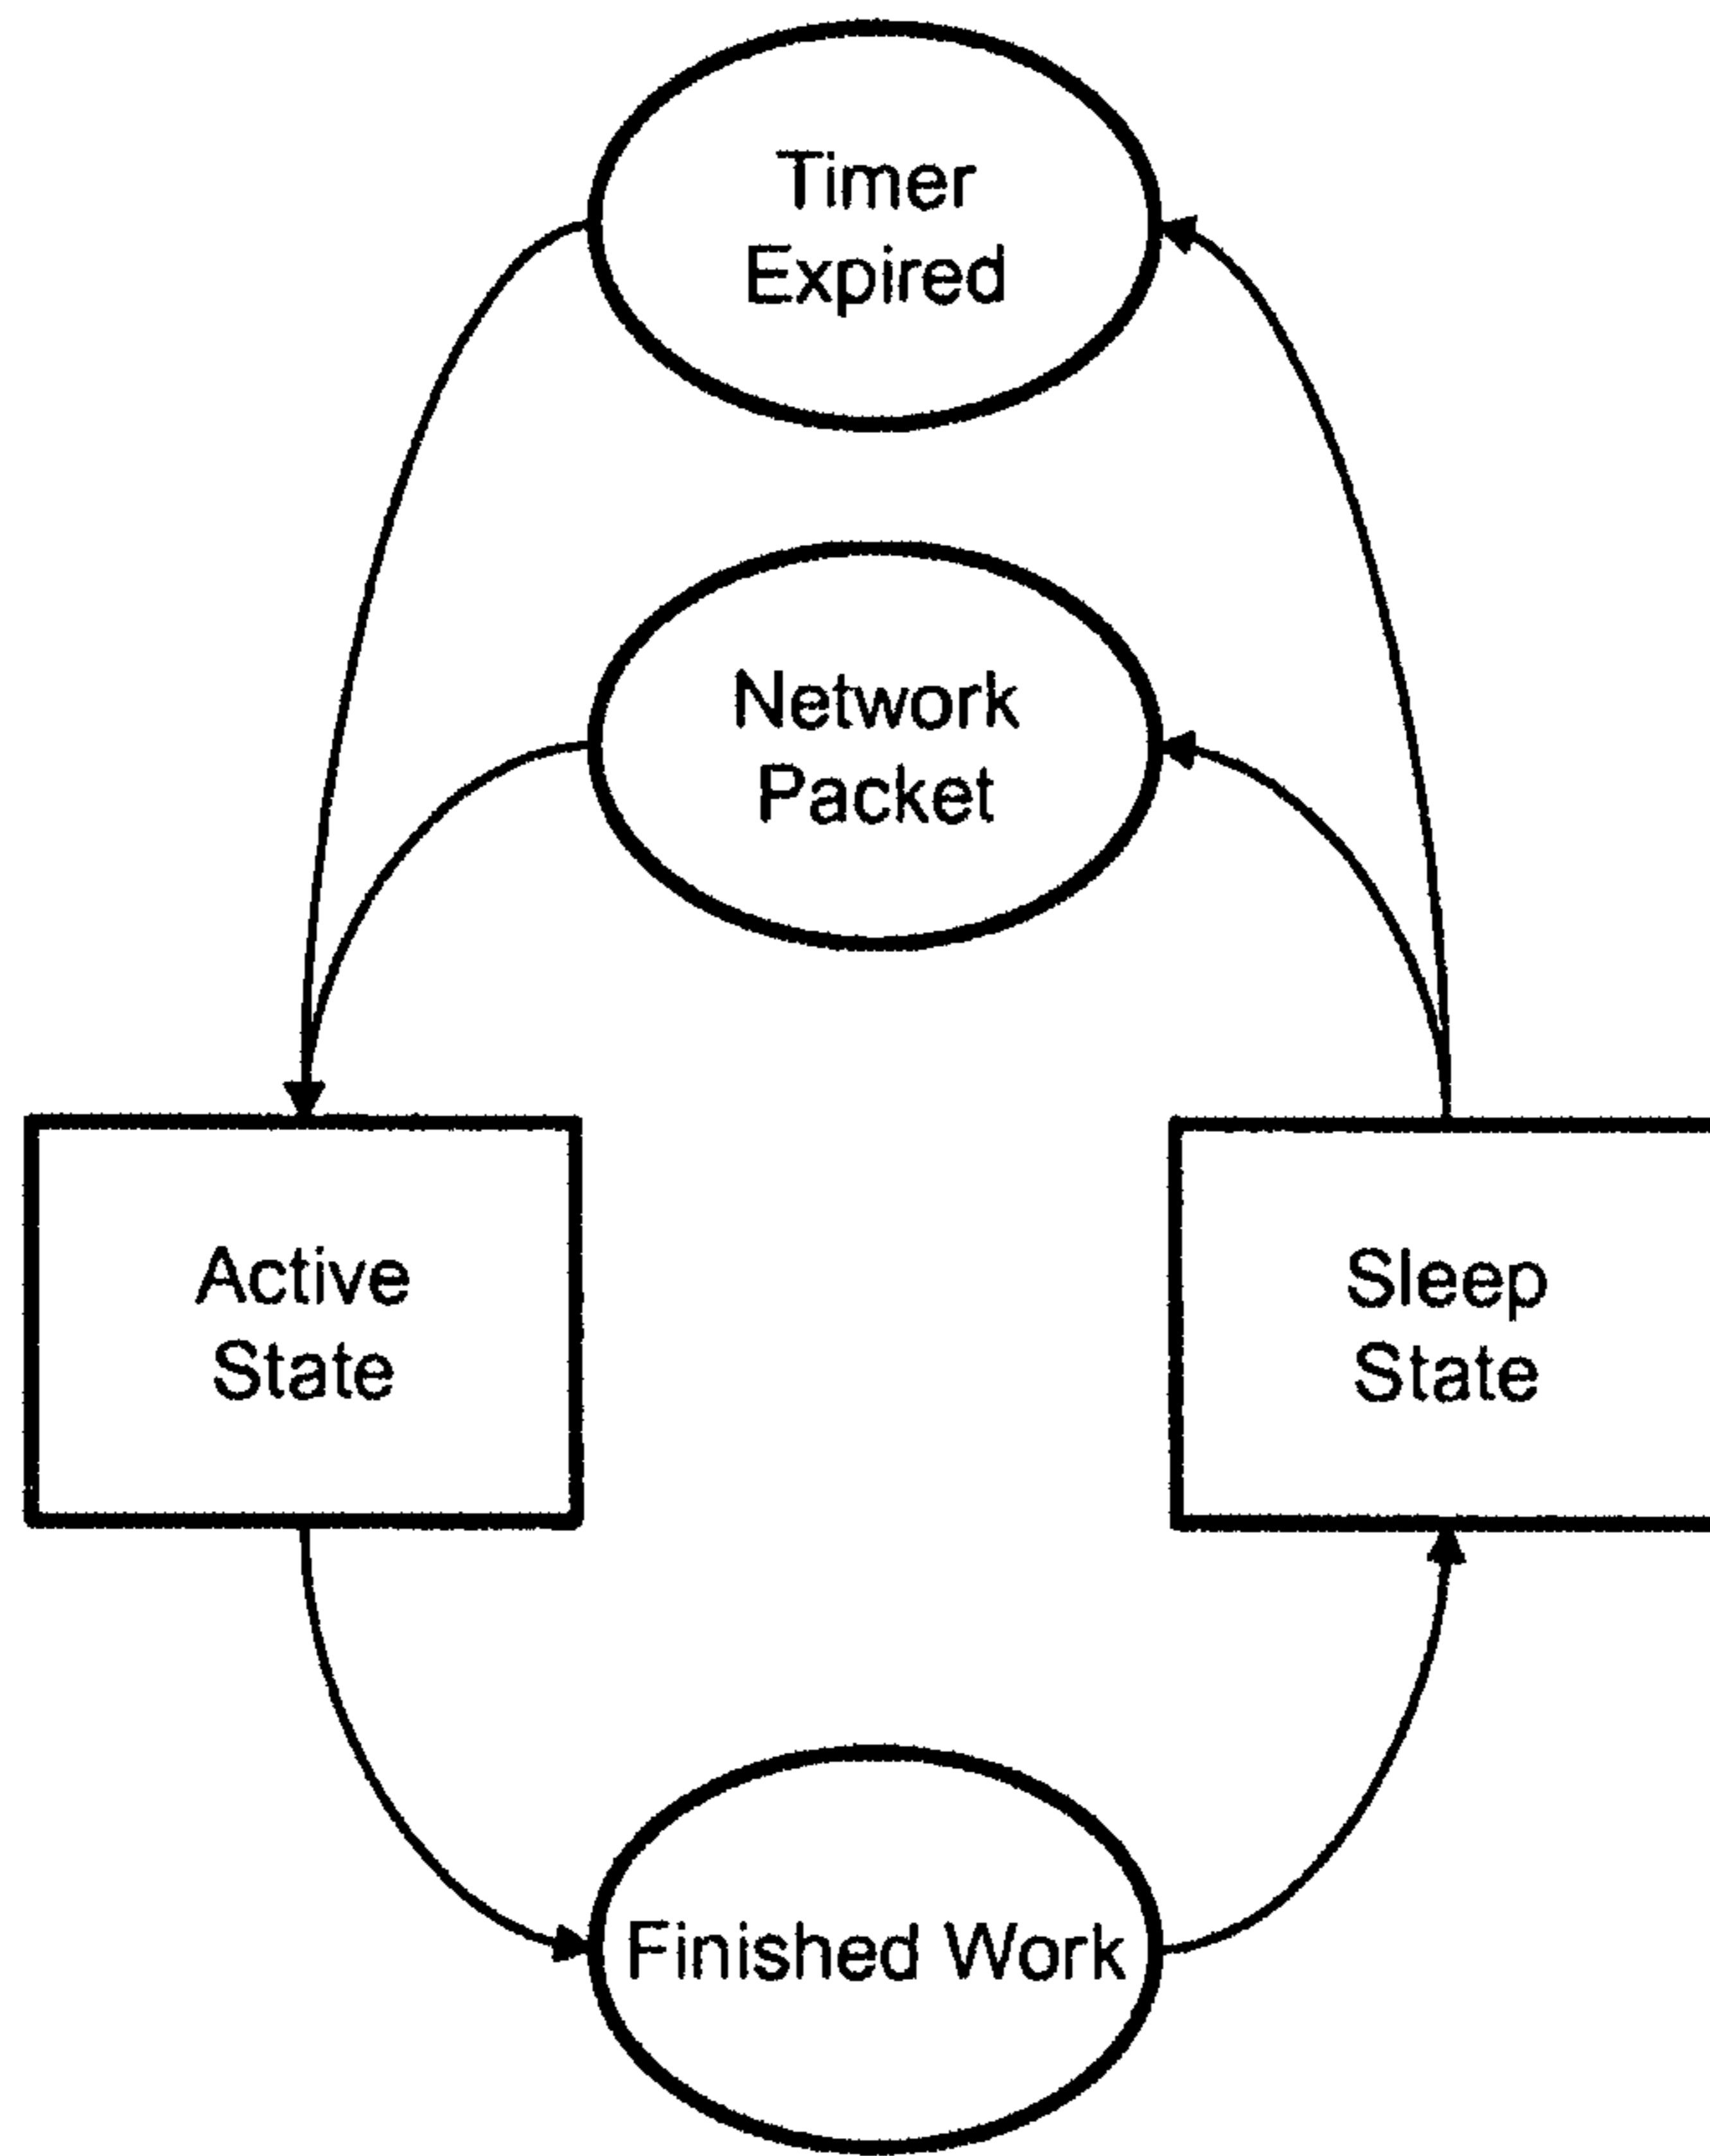 Timer
Expired
Network
Packet
Active
State
Sleep
State
Finished Work